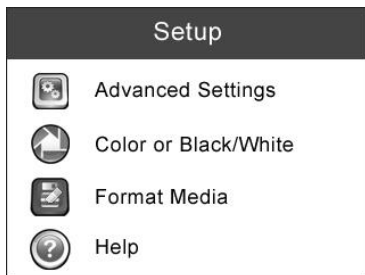 Setup
Advanced Settings
Color or Black/White
Format Media
?
Help